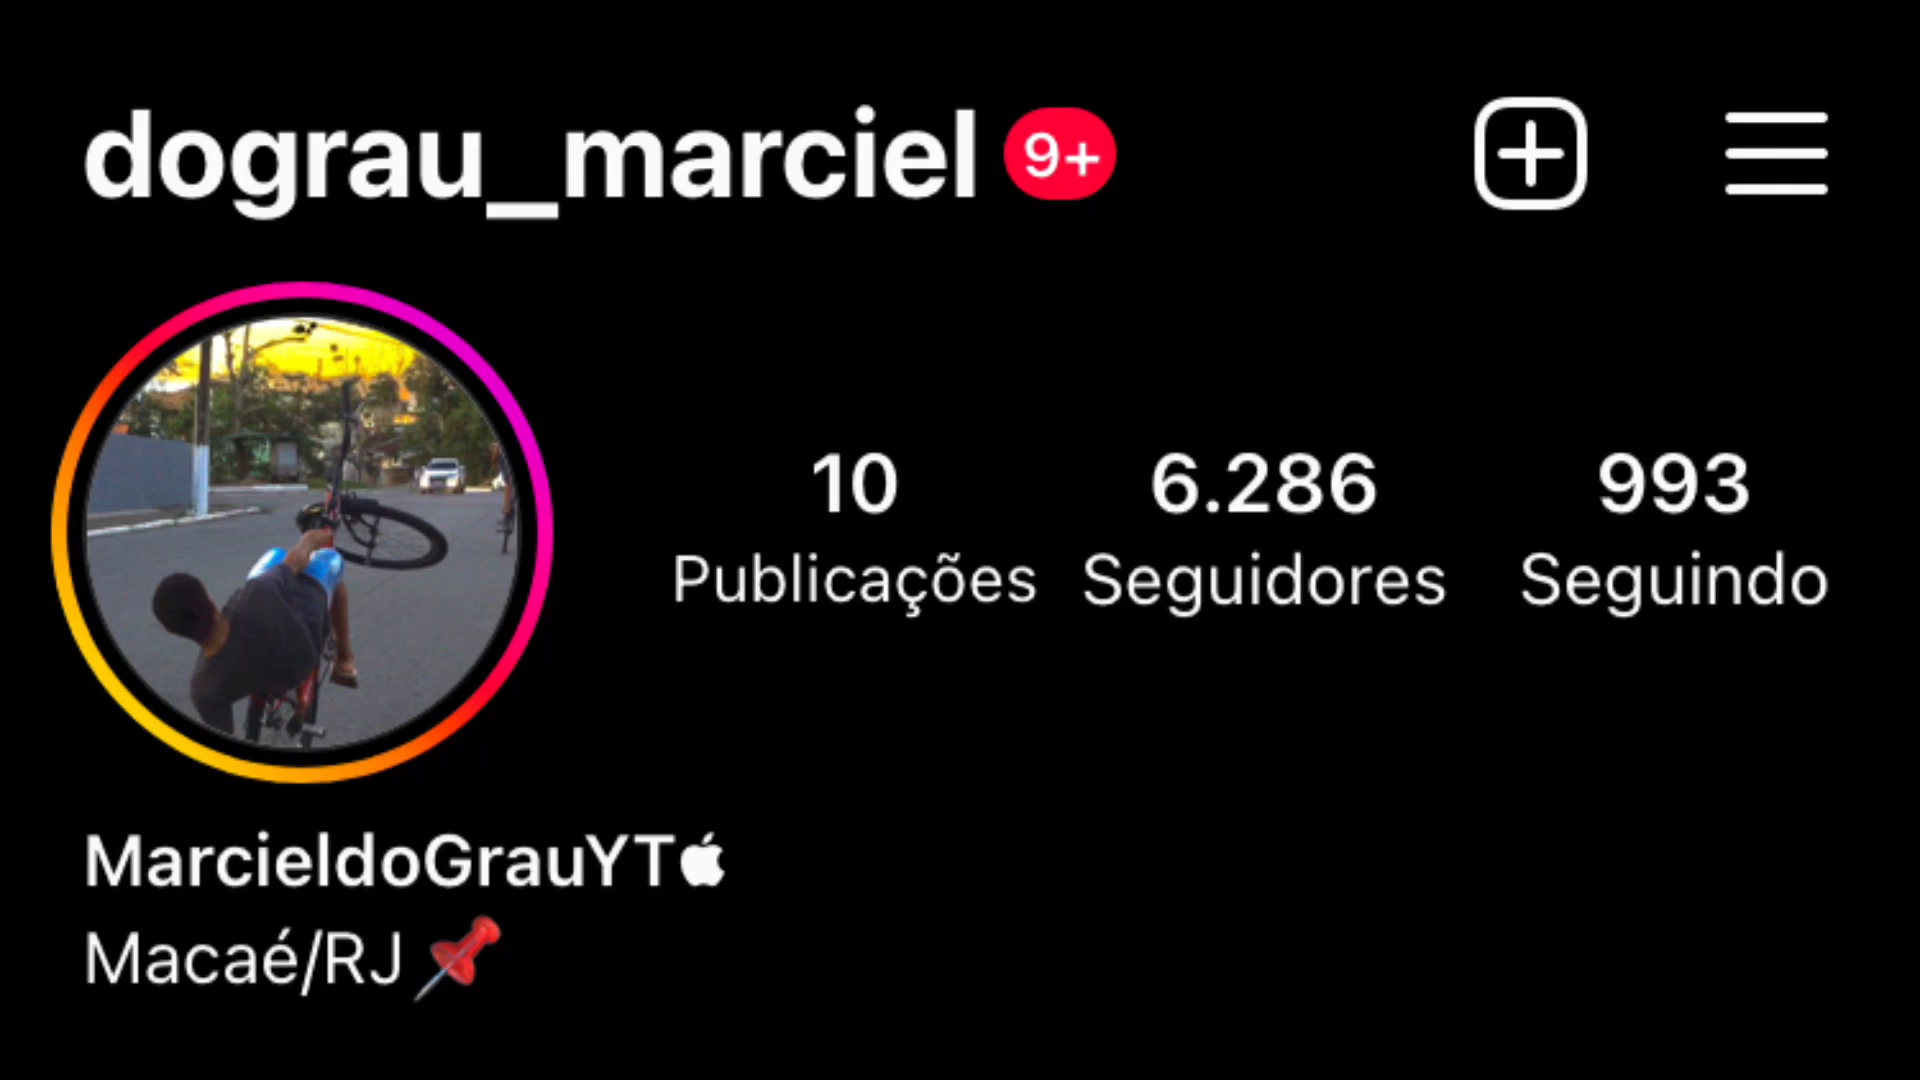 dograu_marciel 9+
10 6.286 993
Publicações Seguidores Seguindo
MarcieldoGrauYT
Macaé/RJ 📌